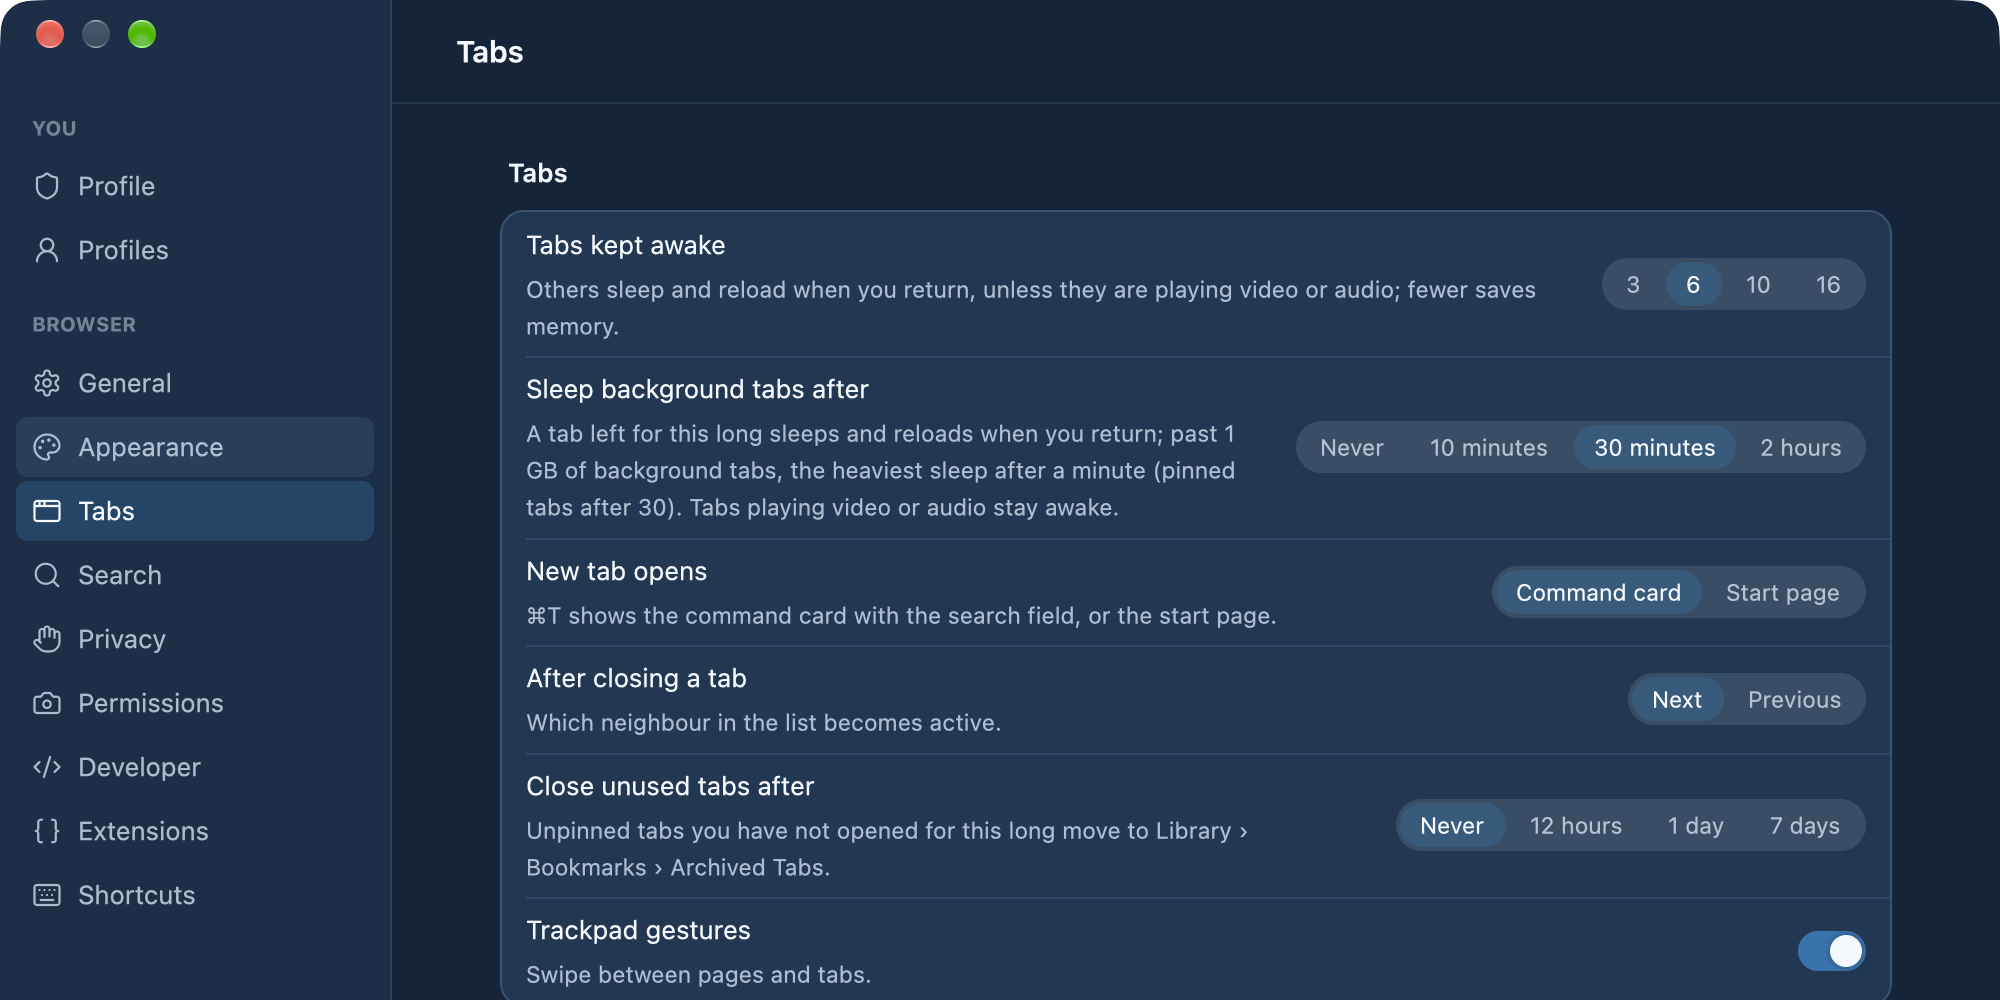 Tabs
YOU
Profile
Profiles
BROWSER
General
Appearance
Tabs
Search
Privacy
Permissions
Developer
Extensions
Shortcuts
Tabs
Tabs kept awake
Others sleep and reload when you return, unless they are playing video or audio; fewer saves
memory.
3 6 10 16
Sleep background tabs after
A tab left for this long sleeps and reloads when you return; past 1
GB of background tabs, the heaviest sleep after a minute (pinned
tabs after 30). Tabs playing video or audio stay awake.
Never 10 minutes 30 minutes 2 hours
New tab opens
⌘T shows the command card with the search field, or the start page.
Command card Start page
After closing a tab
Which neighbour in the list becomes active.
Next Previous
Close unused tabs after
Unpinned tabs you have not opened for this long move to Library ›
Bookmarks › Archived Tabs.
Never 12 hours 1 day 7 days
Trackpad gestures
Swipe between pages and tabs.